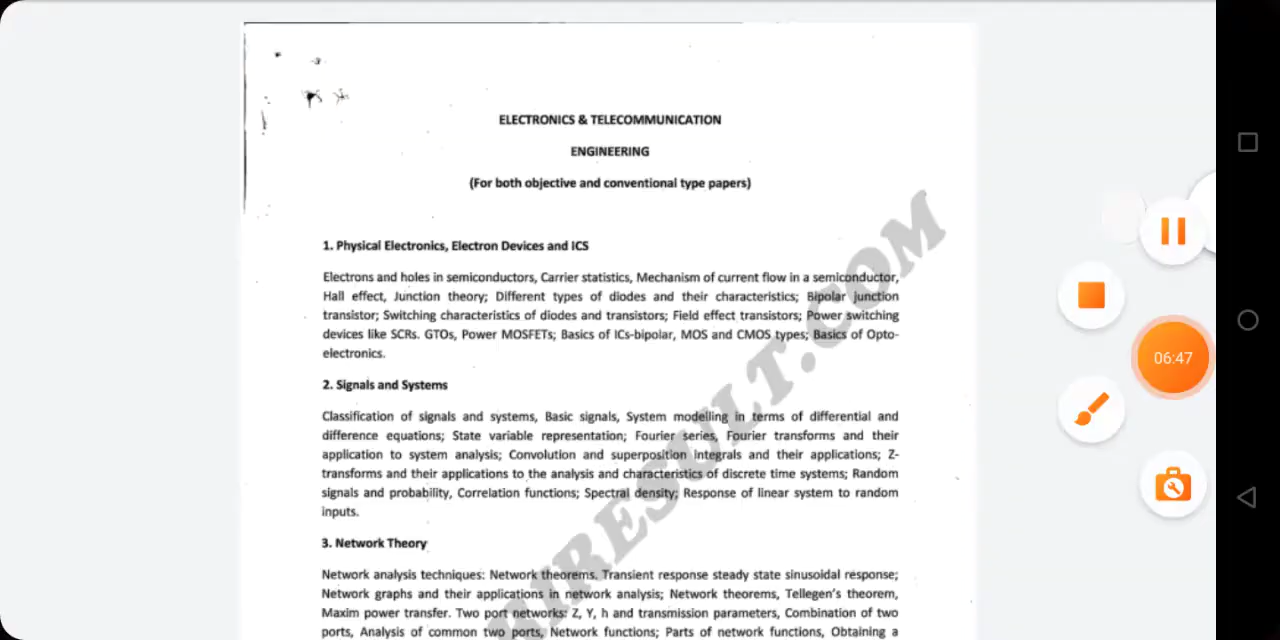 ELECTRONICS & TELECOMMUNICATION
ENGINEERING
(For both objective and conventional type papers)
1. Physical Electronics, Electron Devices and ICS
Electrons and holes in semiconductors, Carrier statistics, Mechanism of current flow in a semiconductor,
Hall effect, Junction theory; Different types of diodes and their characteristics; Bipolar junction
transistor; Switching characteristics of diodes and transistors; Field effect transistors; Power switching
devices like SCRs. GTOs, Power MOSFETs; Basics of ICs-bipolar, MOS and CMOS types; Basics of Opto-
electronics.
2. Signals and Systems
Classification of signals and systems, Basic signals, System modelling in terms of differential and
difference equations; State variable representation; Fourier series, Fourier transforms and their
application to system analysis; Convolution and superposition integrals and their applications; Z-
transforms and their applications to the analysis and characteristics of discrete time systems; Random
signals and probability, Correlation functions; Spectral density; Response of linear system to random
inputs.
3. Network Theory
Network analysis techniques: Network theorems. Transient response steady state sinusoidal response;
Network graphs and their applications in network analysis; Network theorems, Tellegen's theorem,
Maxim power transfer. Two port networks: Z, Y, h and transmission parameters, Combination of two
ports, Analysis of common two ports, Network functions; Parts of network functions, Obtaining a
06:47